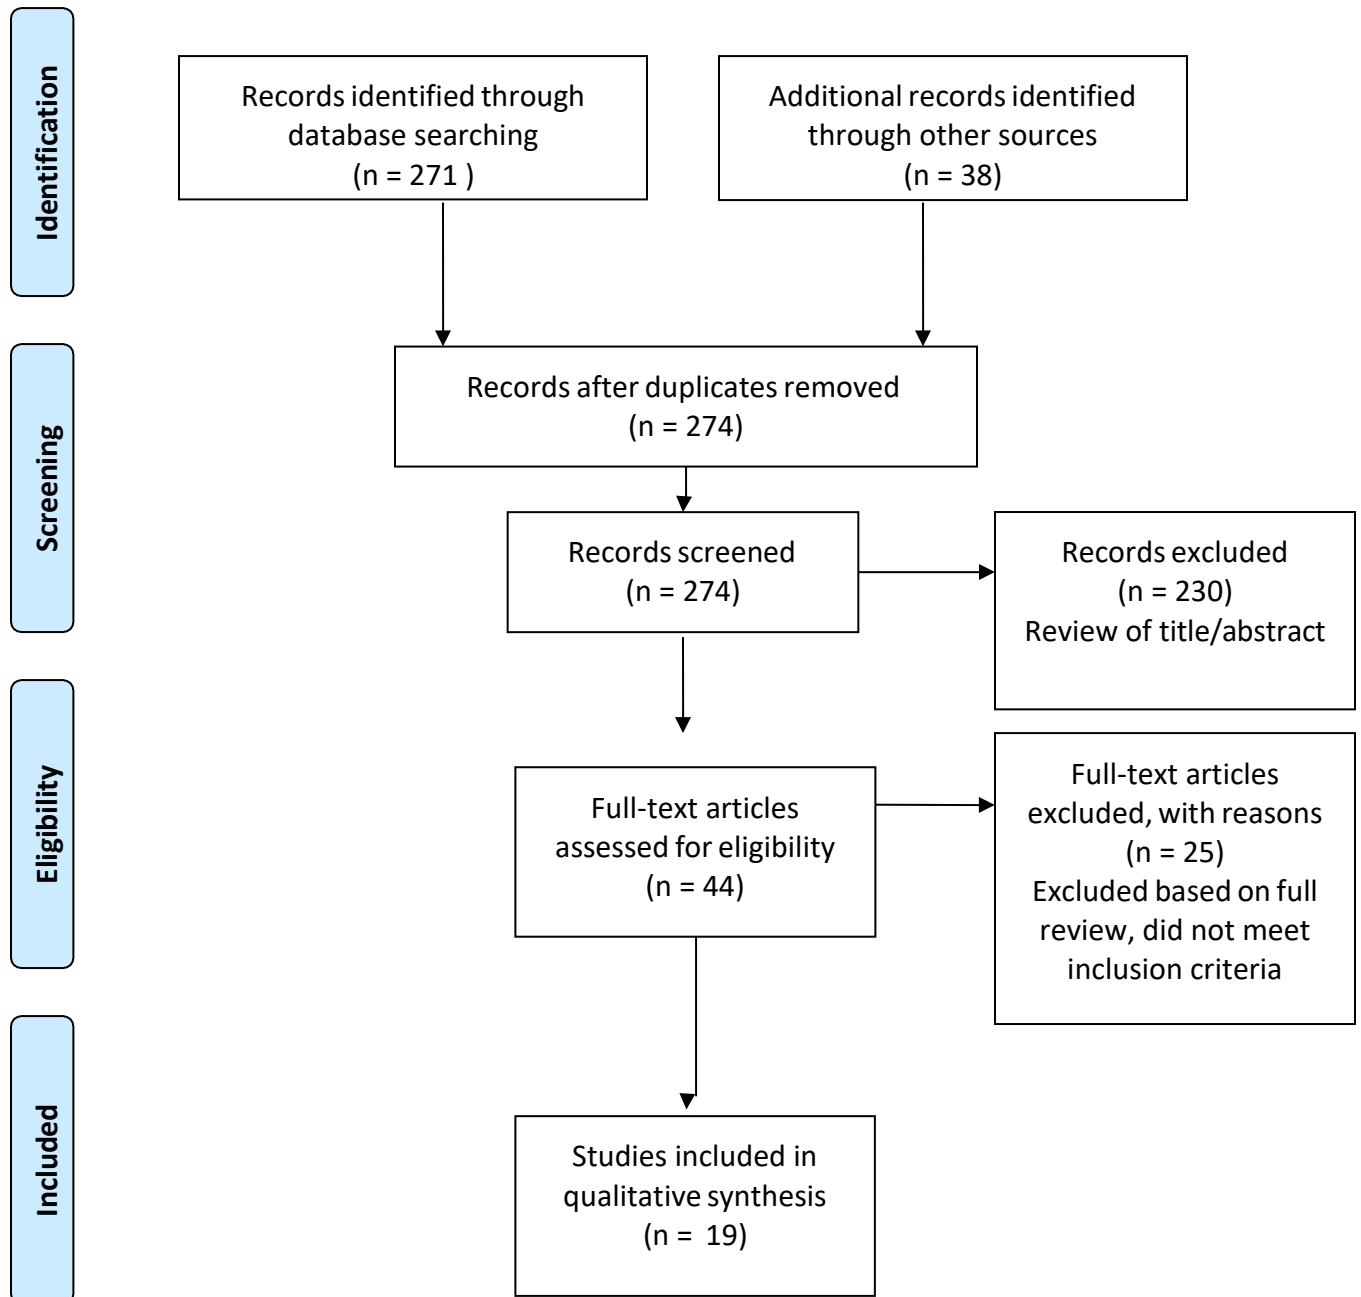 Identification
Records identified through
database searching
(n = 271 )
Additional records identified
through other sources
(n = 38)
Screening
Records after duplicates removed
(n = 274)
Records screened
(n = 274)
Records excluded
(n = 230)
Review of title/abstract
Eligibility
Full-text articles
assessed for eligibility
(n = 44)
Full-text articles
excluded, with reasons
(n = 25)
Excluded based on full
review, did not meet
inclusion criteria
Included
Studies included in
qualitative synthesis
(n =  19)